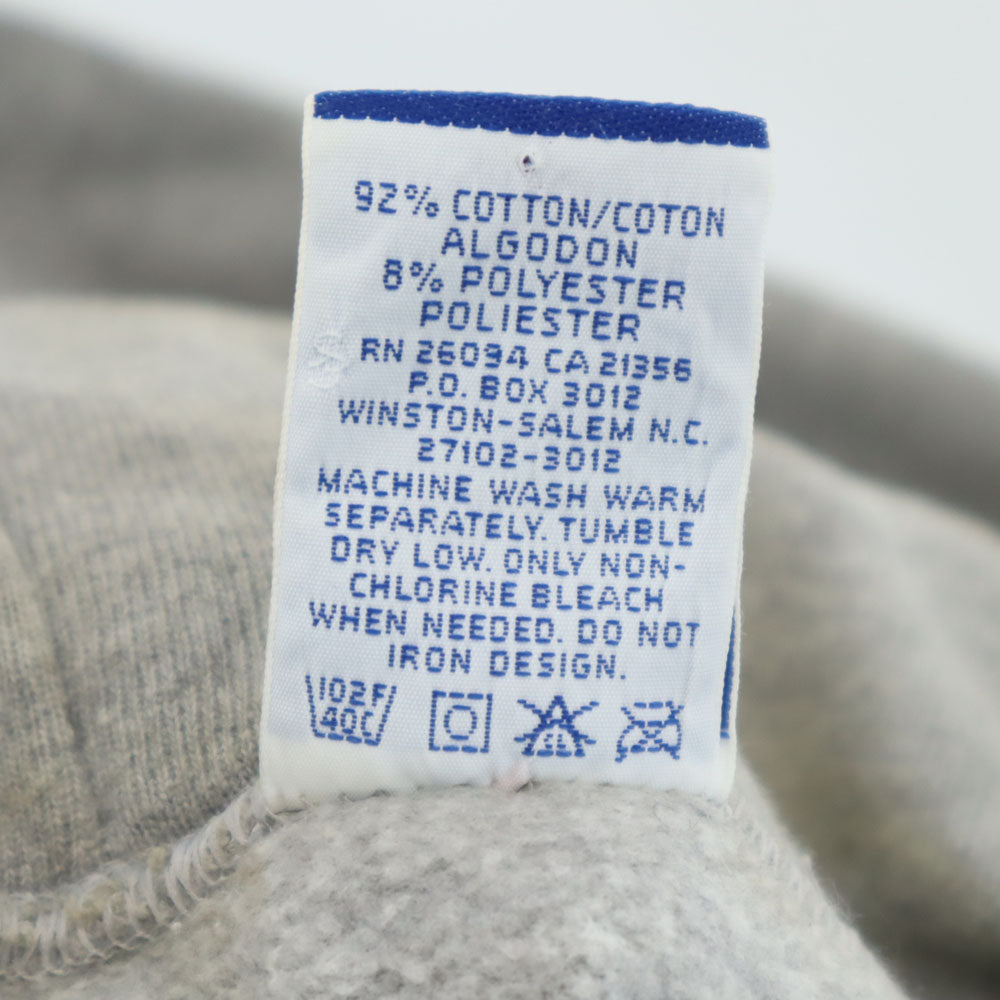 92% COTTON/COTON
ALGODON
8% POLYESTER
POLIESTER
RN 26094 CA 21356
P.O. BOX 3012
WINSTON-SALEM N.C.
27102-3012
MACHINE WASH WARM
SEPARATELY. TUMBLE
DRY LOW. ONLY NON-
CHLORINE BLEACH
WHEN NEEDED. DO NOT
IRON DESIGN.
102F
40C
CL